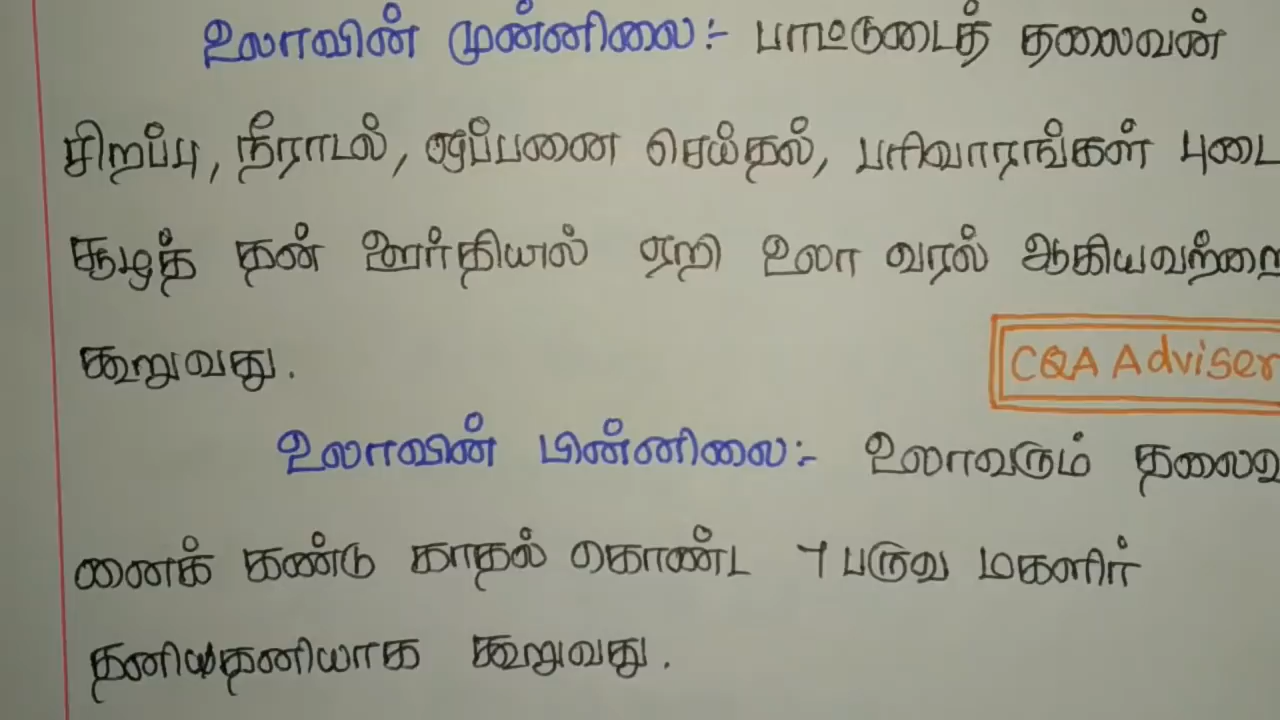 உலாவின் முன்னிலை:- பாட்டுடைத் தலைவன்
சிறப்பு, நீராடல், ஒப்பனை செய்தல், பரிவாரங்கள் புடை
சூழத் தன் ஊர்தியில் ஏறி உலா வரல் ஆகியவற்றை
கூறுவது.
CQA Adviser
உலாவின் பின்னிலை:- உலாவரும் தலைவ
னைக் கண்டு காதல் கொண்ட 7 பருவ மகளிர்
தனித்தனியாக கூறுவது.